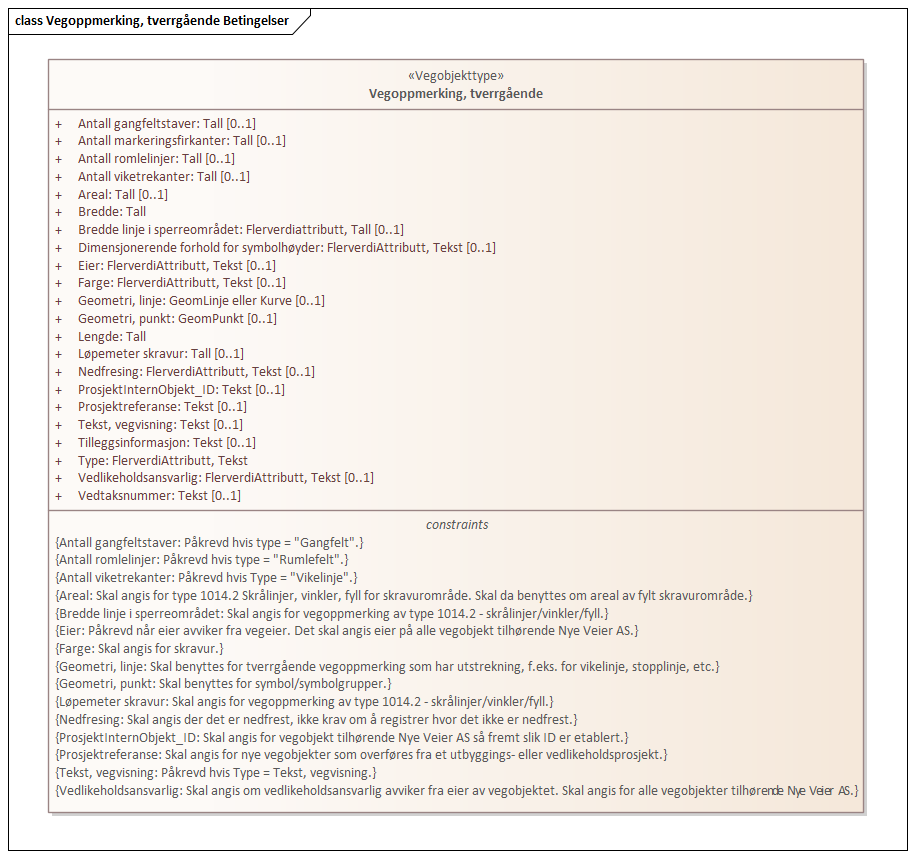 class Vegoppmerking, tverrgående Betingelser
«Vegobjekttype»
Vegoppmerking, tverrgående
+ Antall gangfeltstaver: Tall [0..1]
+ Antall markeringsfirkanter: Tall [0..1]
+ Antall romlelinjer: Tall [0..1]
+ Antall viketrekanter: Tall [0..1]
+ Areal: Tall [0..1]
+ Bredde: Tall
+ Bredde linje i sperreområdet: Flerverdiattributt, Tall [0..1]
+ Dimensjonerende forhold for symbolhøyder: FlerverdiAttributt, Tekst [0..1]
+ Eier: FlerverdiAttributt, Tekst [0..1]
+ Farge: FlerverdiAttributt, Tekst [0..1]
+ Geometri, linje: GeomLinje eller Kurve [0..1]
+ Geometri, punkt: GeomPunkt [0..1]
+ Lengde: Tall
+ Løpemeter skravur: Tall [0..1]
+ Nedfresing: FlerverdiAttributt, Tekst [0..1]
+ ProsjektInternObjekt_ID: Tekst [0..1]
+ Prosjektreferanse: Tekst [0..1]
+ Tekst, vegvisning: Tekst [0..1]
+ Tilleggsinformasjon: Tekst [0..1]
+ Type: FlerverdiAttributt, Tekst
+ Vedlikeholdsansvarlig: FlerverdiAttributt, Tekst [0..1]
+ Vedtaksnummer: Tekst [0..1]
constraints
{Antall gangfeltstaver: Påkrevd hvis type = "Gangfelt".}
{Antall romlelinjer: Påkrevd hvis type = "Rumlefelt".}
{Antall viketrekanter: Påkrevd hvis Type = "Vikelinje".}
{Areal: Skal angis for type 1014.2 Skrålinjer, vinkler, fyll for skravurområde. Skal da benyttes om areal av fylt skravurområde.}
{Bredde linje i sperreområdet: Skal angis for vegoppmerking av type 1014.2 - skrålinjer/vinkler/fyll.}
{Eier: Påkrevd når eier avviker fra vegeier. Det skal angis eier på alle vegobjekt tilhørende Nye Veier AS.}
{Farge: Skal angis for skravur.}
{Geometri, linje: Skal benyttes for tverrgående vegoppmerking som har utstrekning, f.eks. for vikelinje, stopplinje, etc.}
{Geometri, punkt: Skal benyttes for symbol/symbolgrupper.}
{Løpemeter skravur: Skal angis for vegoppmerking av type 1014.2 - skrålinjer/vinkler/fyll.}
{Nedfresing: Skal angis der det er nedfrest, ikke krav om å registrer hvor det ikke er nedfrest.}
{ProsjektInternObjekt_ID: Skal angis for vegobjekt tilhørende Nye Veier AS så fremt slik ID er etablert.}
{Prosjektreferanse: Skal angis for nye vegobjekter som overføres fra et utbyggings- eller vedlikeholdsprosjekt.}
{Tekst, vegvisning: Påkrevd hvis Type = Tekst, vegvisning.}
{Vedlikeholdsansvarlig: Skal angis om vedlikeholdsansvarlig avviker fra eier av vegobjektet. Skal angis for alle vegobjekter tilhørende Nye Veier AS.}